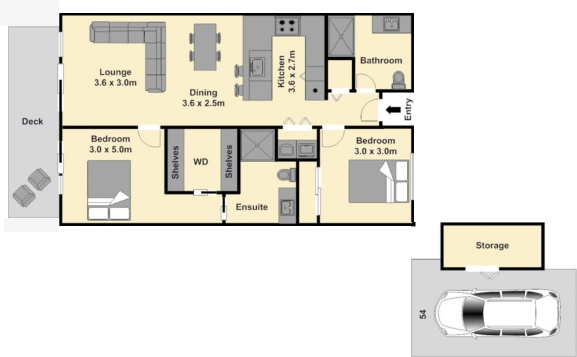 Bathroom
Lounge
3.6 x 3.0m
Kitchen
3.6 x 2.7m
Dining
3.6 x 2.5m
Entry
Deck
Bedroom
3.0 x 5.0m
Shelves
WD
Shelves
Bedroom
3.0 x 3.0m
Ensuite
Storage
54